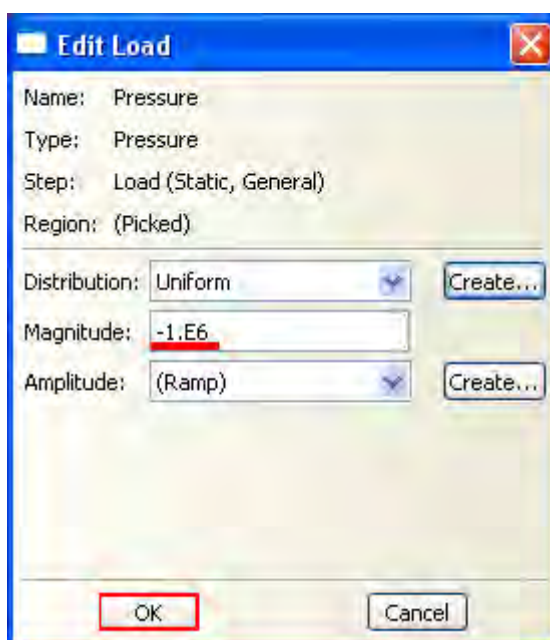 Edit Load
Name: Pressure
Type: Pressure
Step: Load (Static, General)
Region: (Picked)
Distribution: Uniform Create...
Magnitude: -1.E6
Amplitude: (Ramp) Create...
OK Cancel